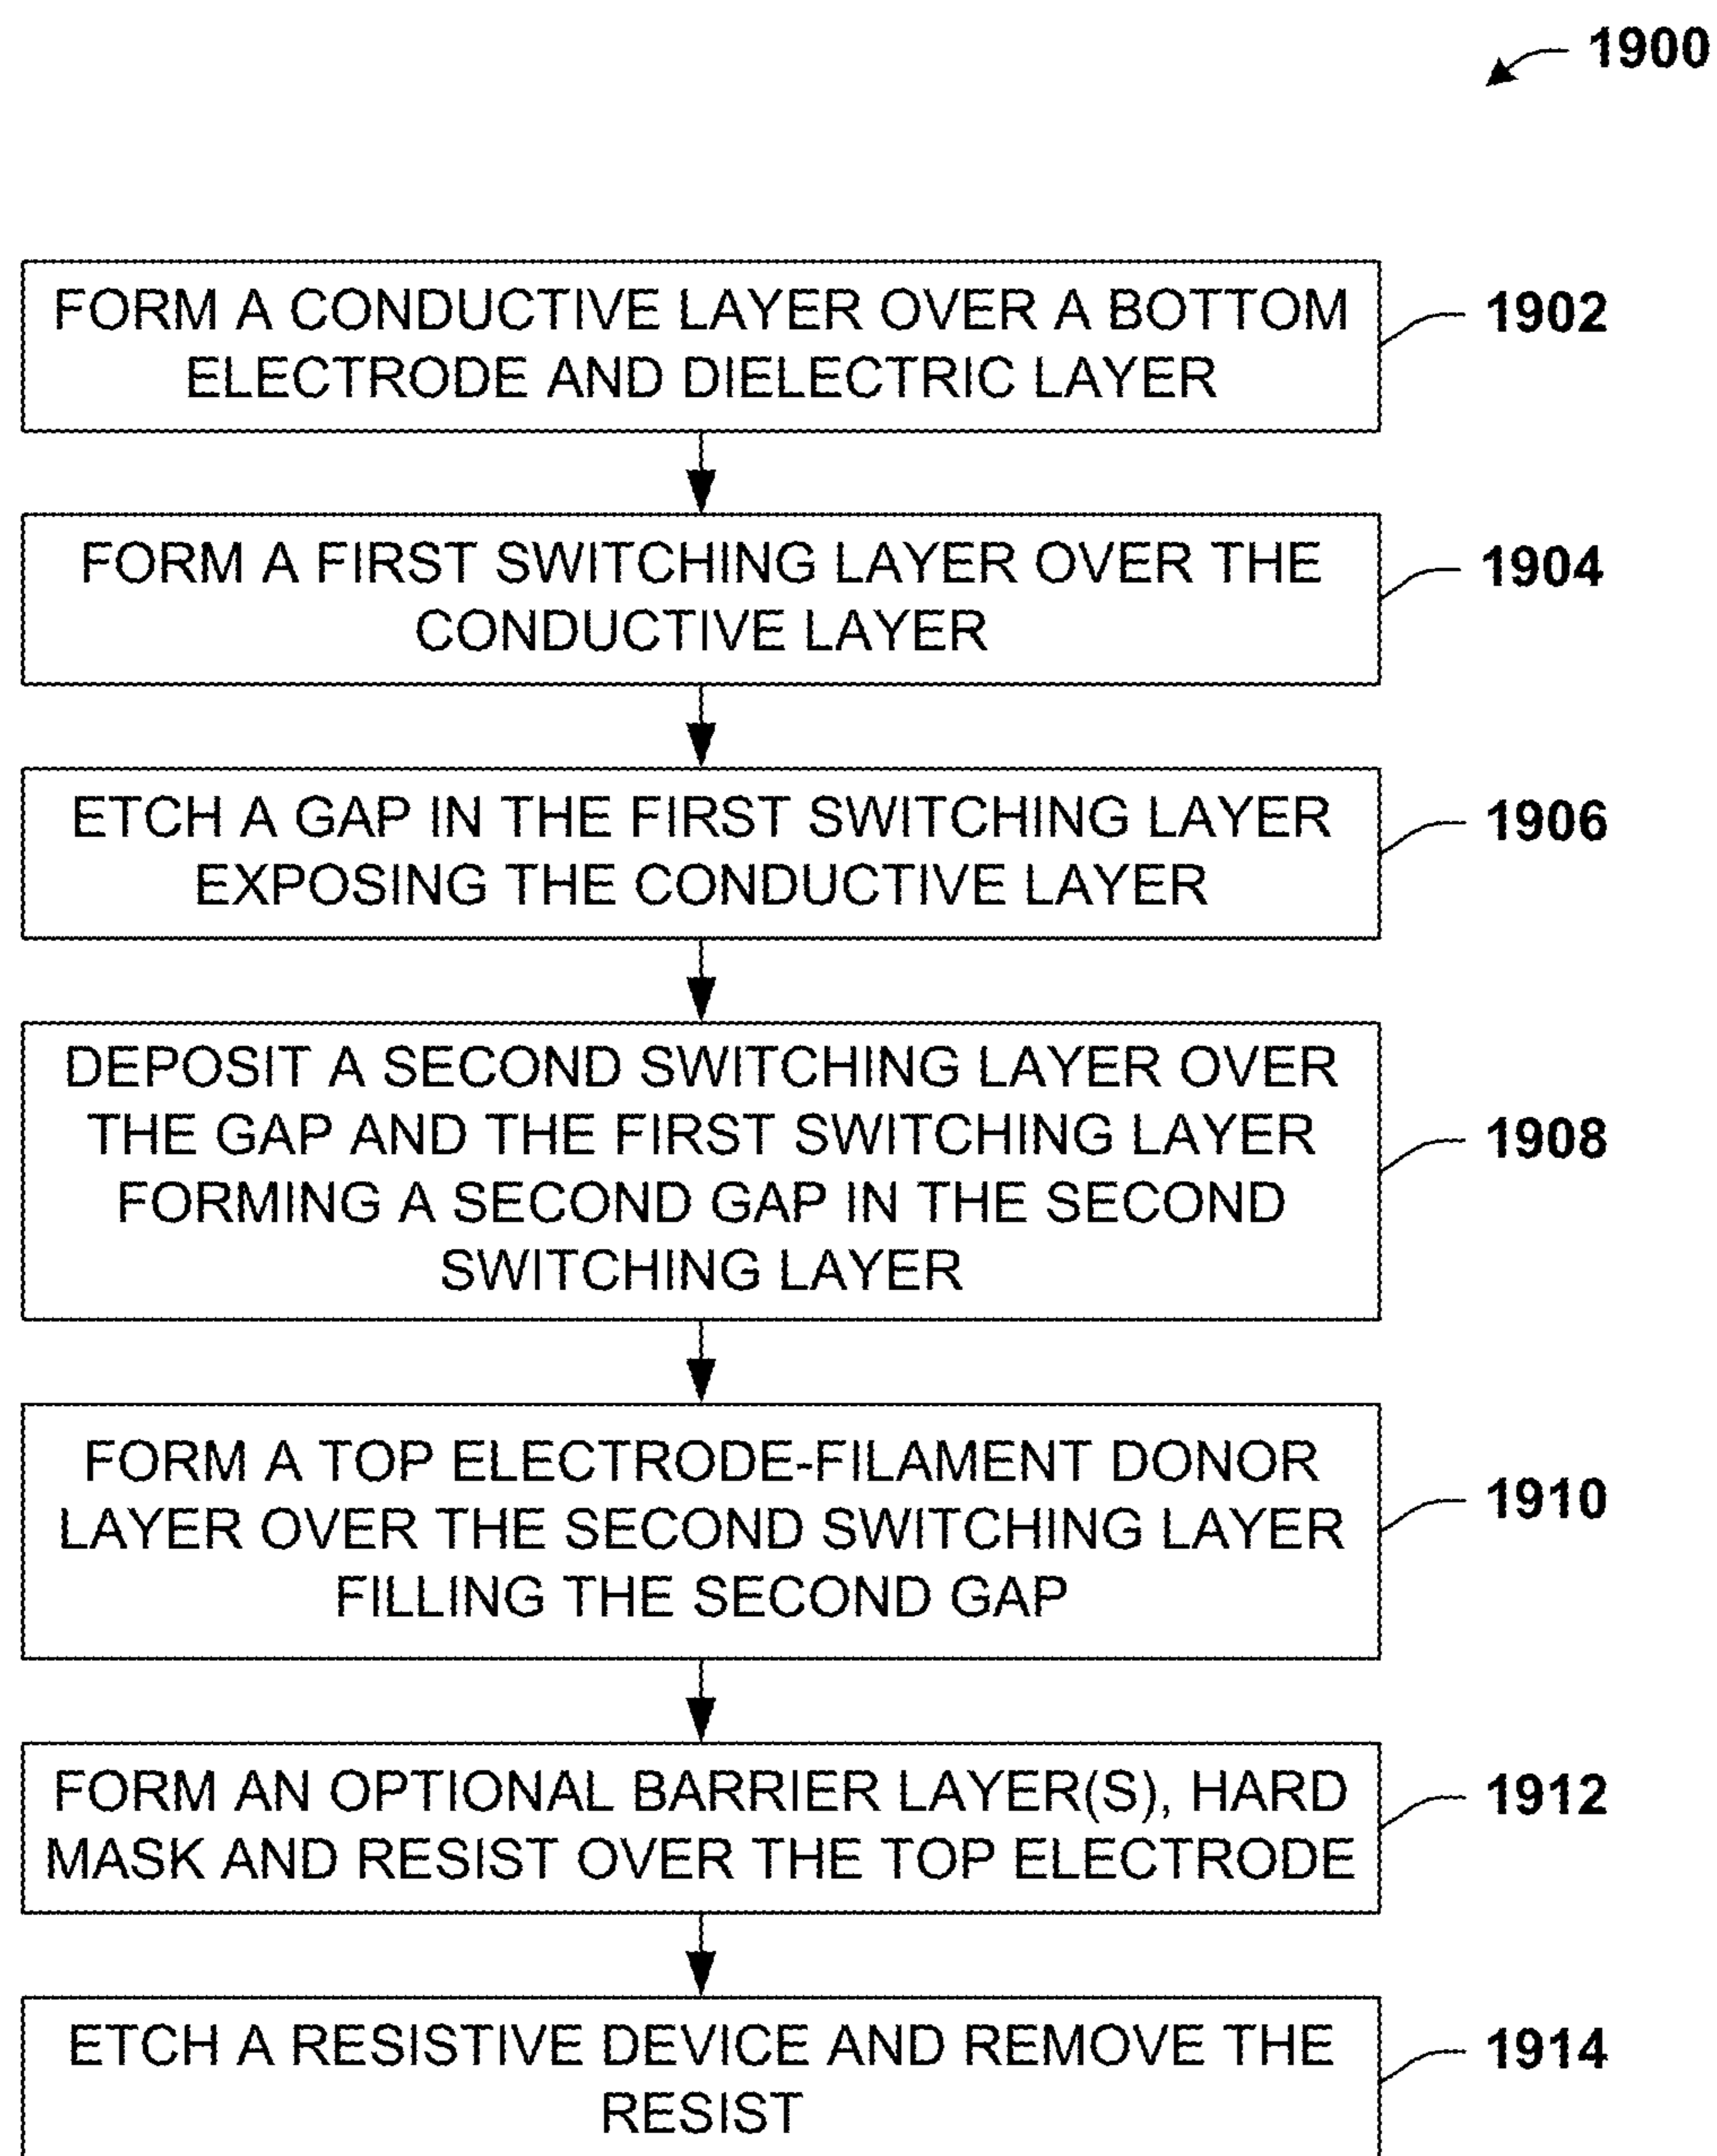 1900
FORM A CONDUCTIVE LAYER OVER A BOTTOM
ELECTRODE AND DIELECTRIC LAYER
1902
FORM A FIRST SWITCHING LAYER OVER THE
CONDUCTIVE LAYER
1904
ETCH A GAP IN THE FIRST SWITCHING LAYER
EXPOSING THE CONDUCTIVE LAYER
1906
DEPOSIT A SECOND SWITCHING LAYER OVER
THE GAP AND THE FIRST SWITCHING LAYER
FORMING A SECOND GAP IN THE SECOND
SWITCHING LAYER
1908
FORM A TOP ELECTRODE-FILAMENT DONOR
LAYER OVER THE SECOND SWITCHING LAYER
FILLING THE SECOND GAP
1910
FORM AN OPTIONAL BARRIER LAYER(S), HARD
MASK AND RESIST OVER THE TOP ELECTRODE
1912
ETCH A RESISTIVE DEVICE AND REMOVE THE
RESIST
1914